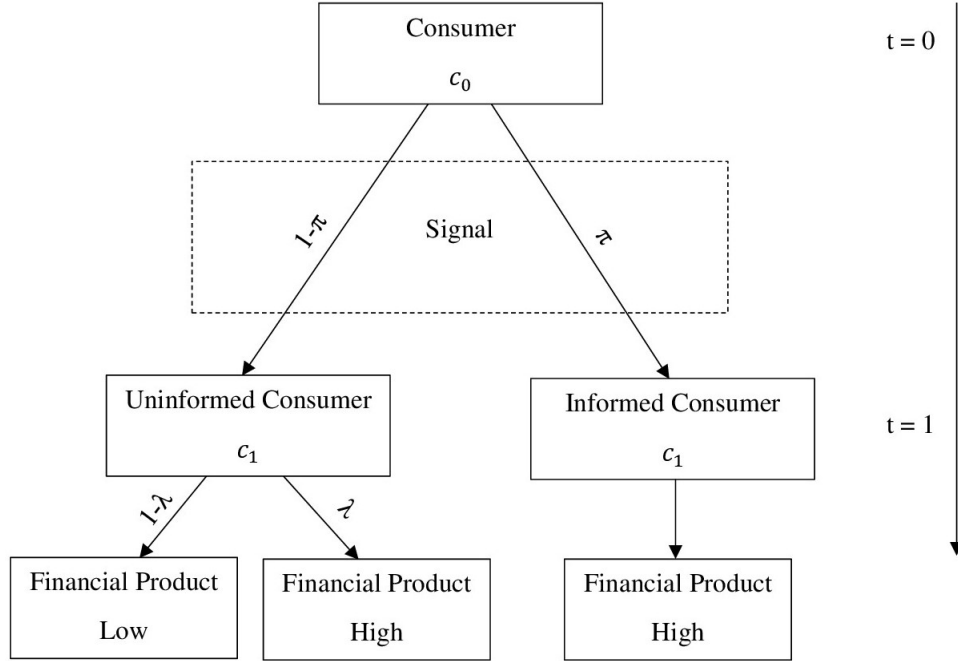 Consumer
c₀
t = 0
1-π
Signal
π
Uninformed Consumer
c₁
Informed Consumer
c₁
t = 1
1-λ
λ
Financial Product
Low
Financial Product
High
Financial Product
High